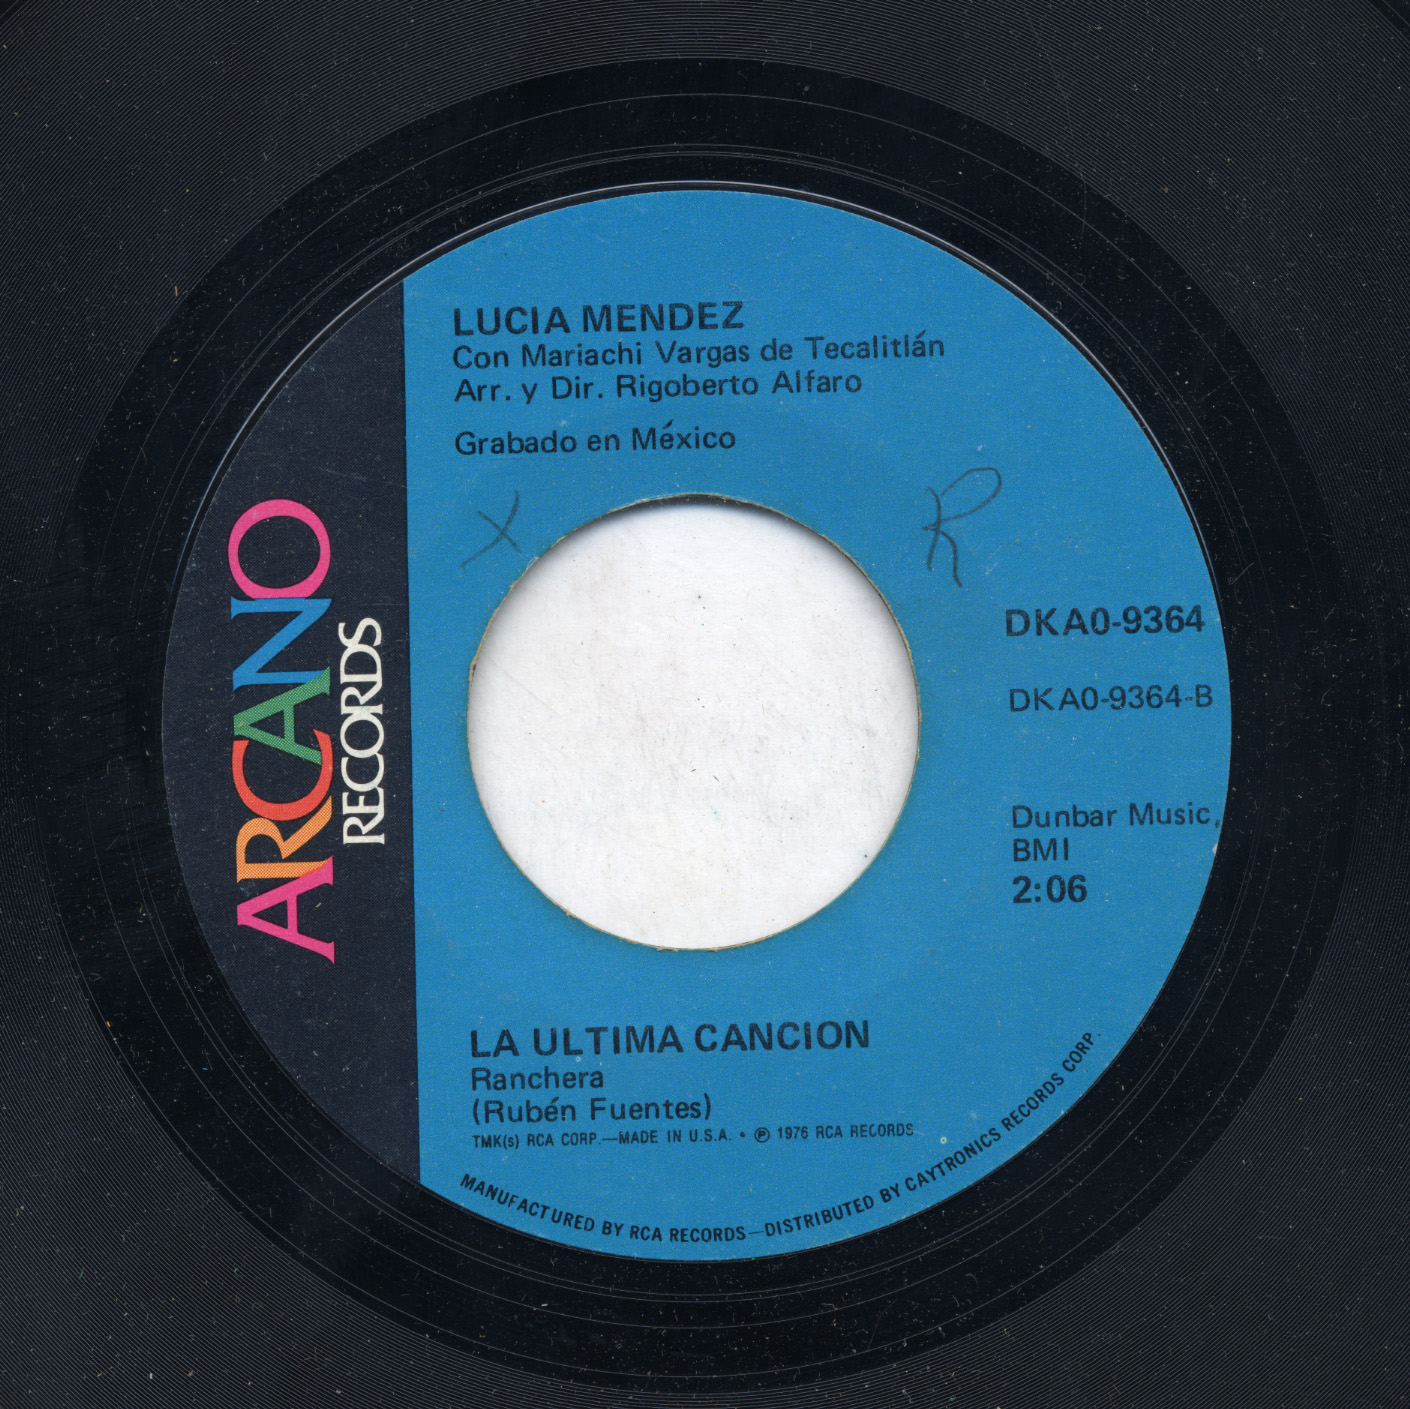 LUCIA MENDEZ
Con Mariachi Vargas de Tecalitlán
Arr. y Dir. Rigoberto Alfaro
Grabado en México
X
R
ARCANO
RECORDS
DKA0-9364
DKA0-9364-B
Dunbar Music,
BMI
2:06
LA ULTIMA CANCION
Ranchera
(Rubén Fuentes)
TMK(s) RCA CORP.—MADE IN U.S.A. • ℗ 1976 RCA RECORDS
MANUFACTURED BY RCA RECORDS—DISTRIBUTED BY CAYTRONICS RECORDS CORP.